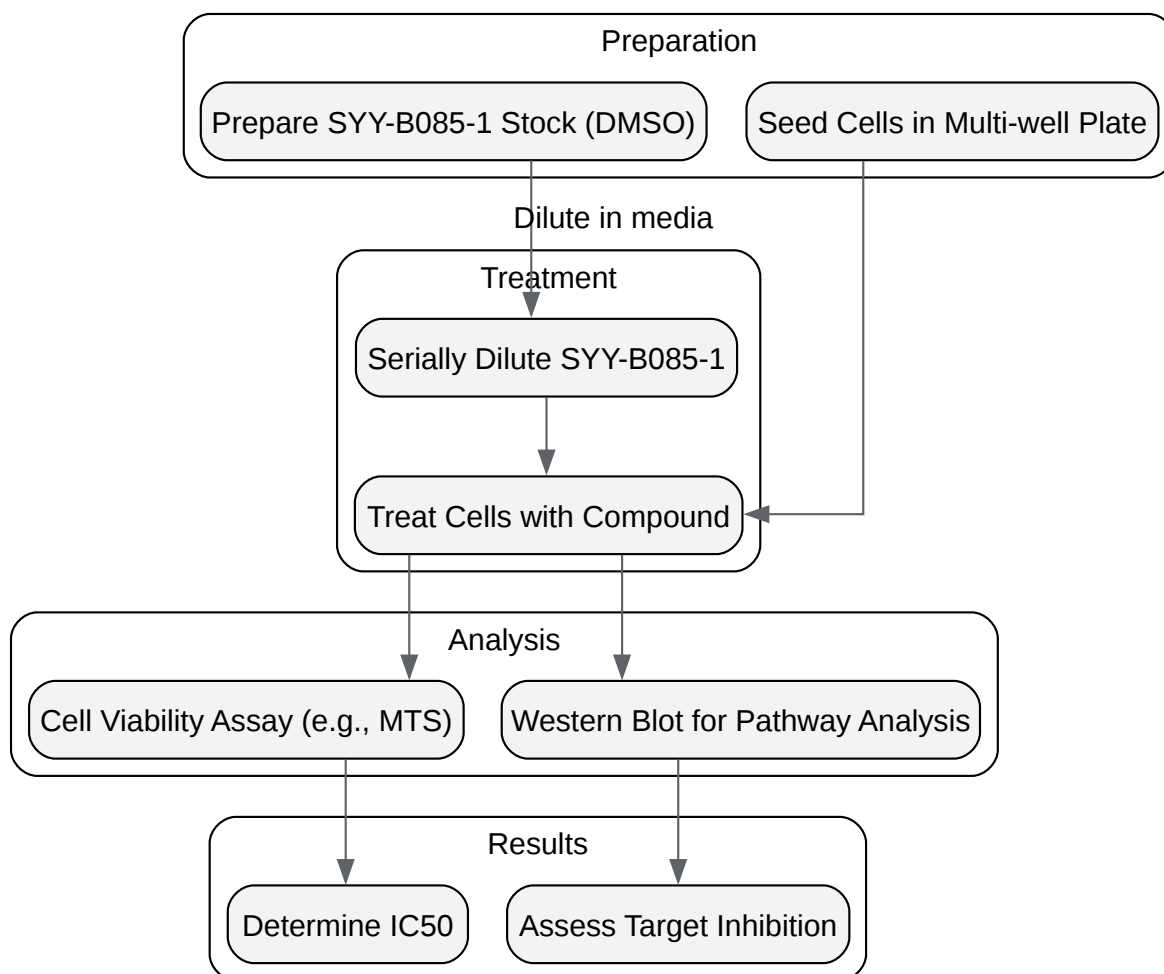 Preparation
Prepare SYY-B085-1 Stock (DMSO)
Seed Cells in Multi-well Plate
Dilute in media
Treatment
Serially Dilute SYY-B085-1
Treat Cells with Compound
Analysis
Cell Viability Assay (e.g., MTS)
Western Blot for Pathway Analysis
Results
Determine IC50
Assess Target Inhibition